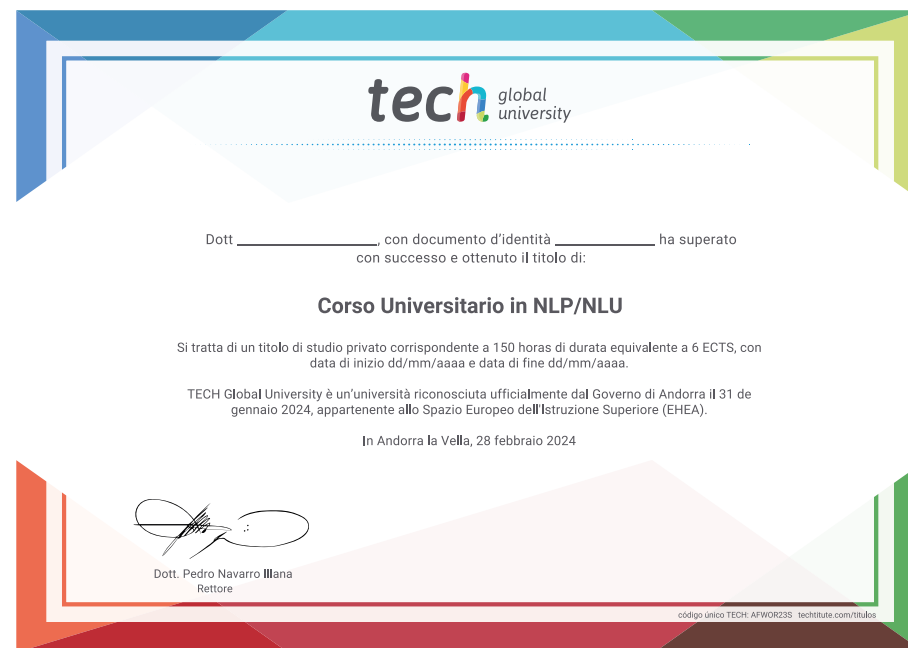 tech global university
Dott ____________________, con documento d'identità ______________ ha superato
con successo e ottenuto il titolo di:
Corso Universitario in NLP/NLU
Si tratta di un titolo di studio privato corrispondente a 150 horas di durata equivalente a 6 ECTS, con
data di inizio dd/mm/aaaa e data di fine dd/mm/aaaa.
TECH Global University è un'università riconosciuta ufficialmente dal Governo di Andorra il 31 de
gennaio 2024, appartenente allo Spazio Europeo dell'Istruzione Superiore (EHEA).
In Andorra la Vella, 28 febbraio 2024
Dott. Pedro Navarro Illana
Rettore
código único TECH: AFWOR23S techtitute.com/titulos